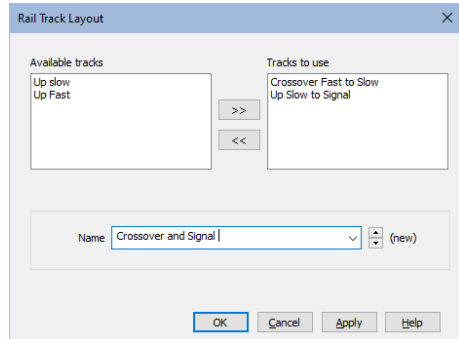 Rail Track Layout
Available tracks
Tracks to use
Up slow
Up Fast
Crossover Fast to Slow
Up Slow to Signal
>>
<<
Name
Crossover and Signal
(new)
OK
Cancel
Apply
Help